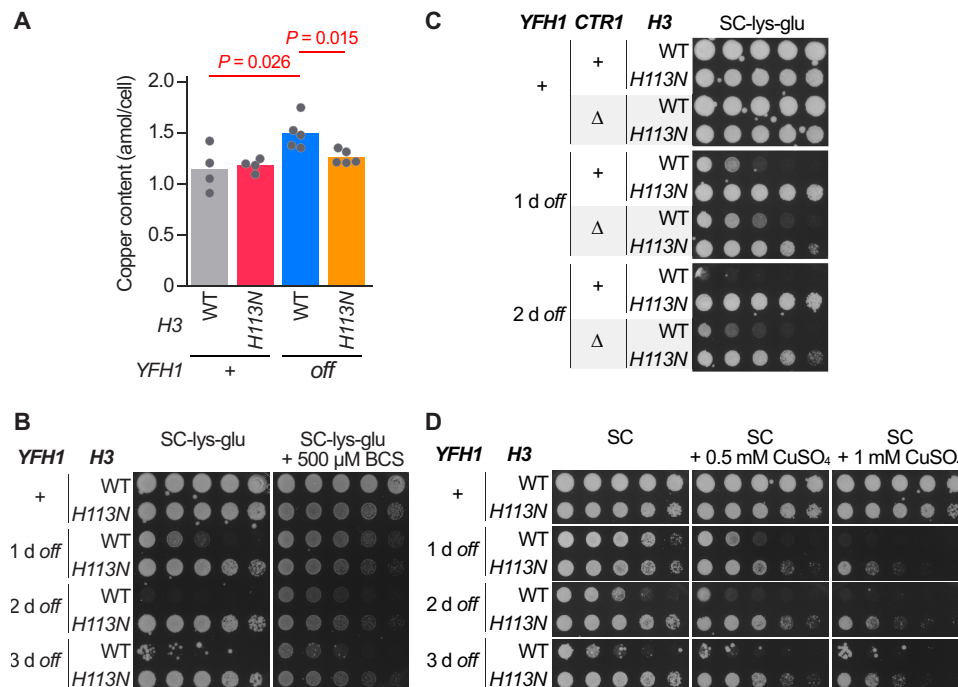 A
P = 0.015
P = 0.026
Copper content (amol/cell)
2.0
1.5
1.0
0.5
0
H3
WT
H113N
WT
H113N
YFH1
+
off
B
SC-lys-glu
SC-lys-glu
+ 500 µM BCS
YFH1
H3
+
WT
H113N
1 d off
WT
H113N
2 d off
WT
H113N
3 d off
WT
H113N
C
YFH1 CTR1 H3
SC-lys-glu
+
+
WT
H113N
Δ
WT
H113N
1 d off
+
WT
H113N
Δ
WT
H113N
2 d off
+
WT
H113N
Δ
WT
H113N
D
SC
SC
+ 0.5 mM CuSO₄
SC
+ 1 mM
YFH1
H3
+
WT
H113N
1 d off
WT
H113N
2 d off
WT
H113N
3 d off
WT
H113N